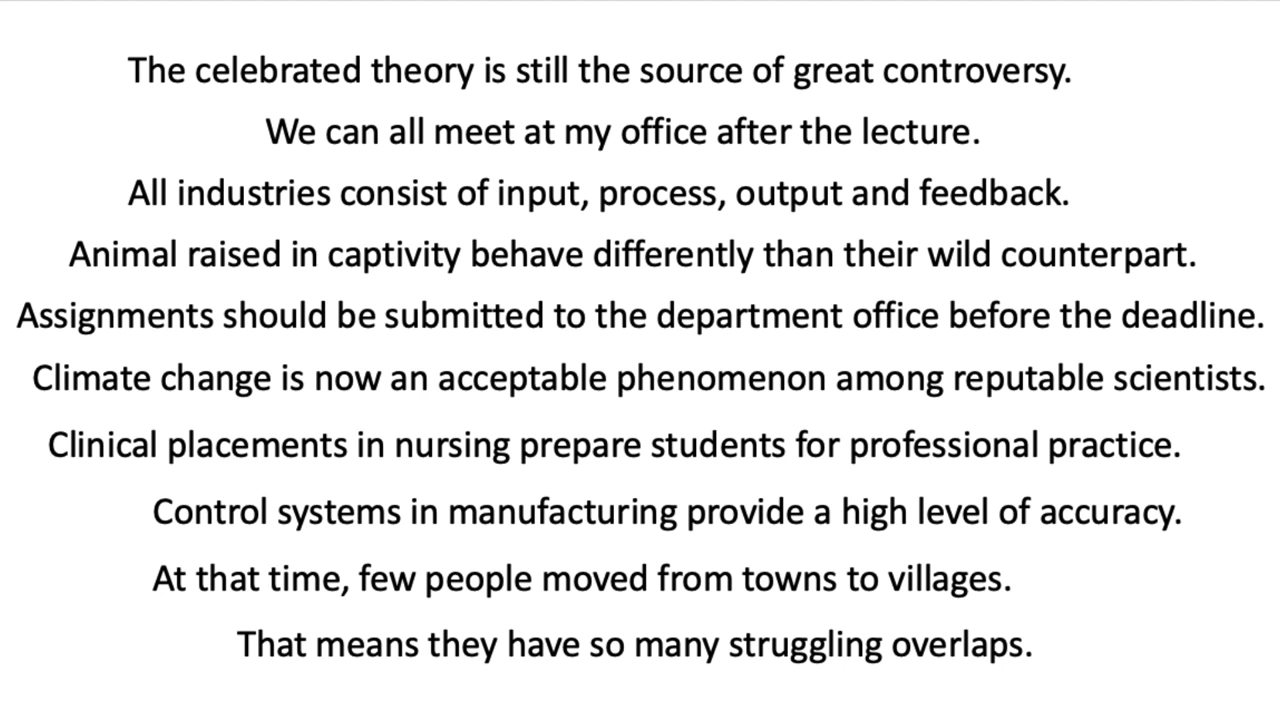 The celebrated theory is still the source of great controversy.
We can all meet at my office after the lecture.
All industries consist of input, process, output and feedback.
Animal raised in captivity behave differently than their wild counterpart.
Assignments should be submitted to the department office before the deadline.
Climate change is now an acceptable phenomenon among reputable scientists.
Clinical placements in nursing prepare students for professional practice.
Control systems in manufacturing provide a high level of accuracy.
At that time, few people moved from towns to villages.
That means they have so many struggling overlaps.